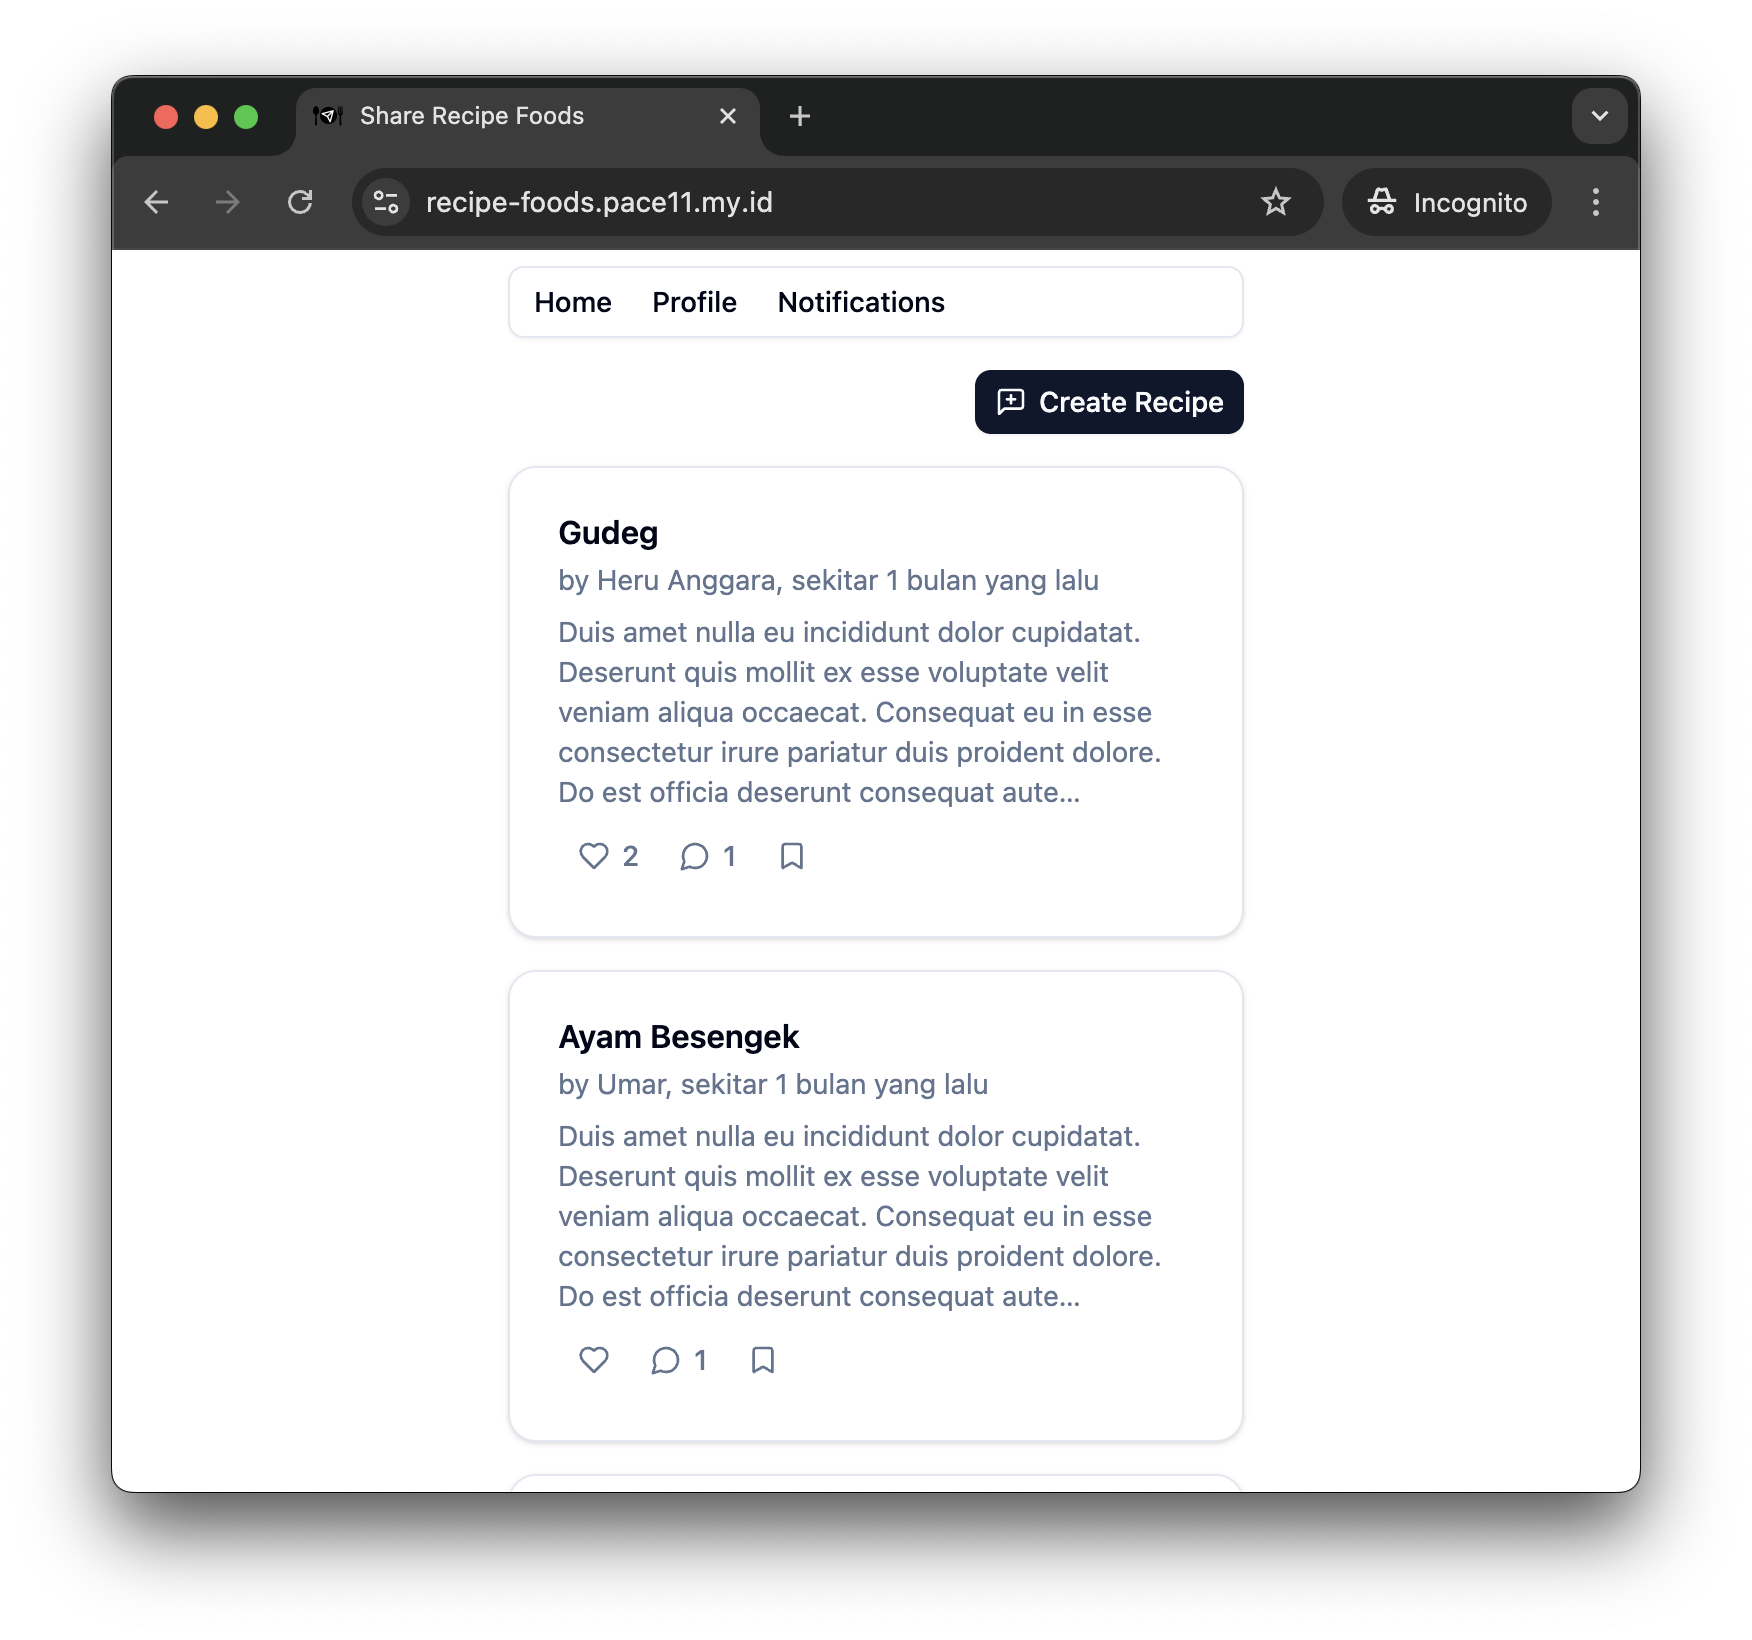 Share Recipe Foods
recipe-foods.pace11.my.id
Incognito
Home Profile Notifications
Create Recipe
Gudeg
by Heru Anggara, sekitar 1 bulan yang lalu
Duis amet nulla eu incididunt dolor cupidatat.
Deserunt quis mollit ex esse voluptate velit
veniam aliqua occaecat. Consequat eu in esse
consectetur irure pariatur duis proident dolore.
Do est officia deserunt consequat aute...
2 1
Ayam Besengek
by Umar, sekitar 1 bulan yang lalu
Duis amet nulla eu incididunt dolor cupidatat.
Deserunt quis mollit ex esse voluptate velit
veniam aliqua occaecat. Consequat eu in esse
consectetur irure pariatur duis proident dolore.
Do est officia deserunt consequat aute...
1